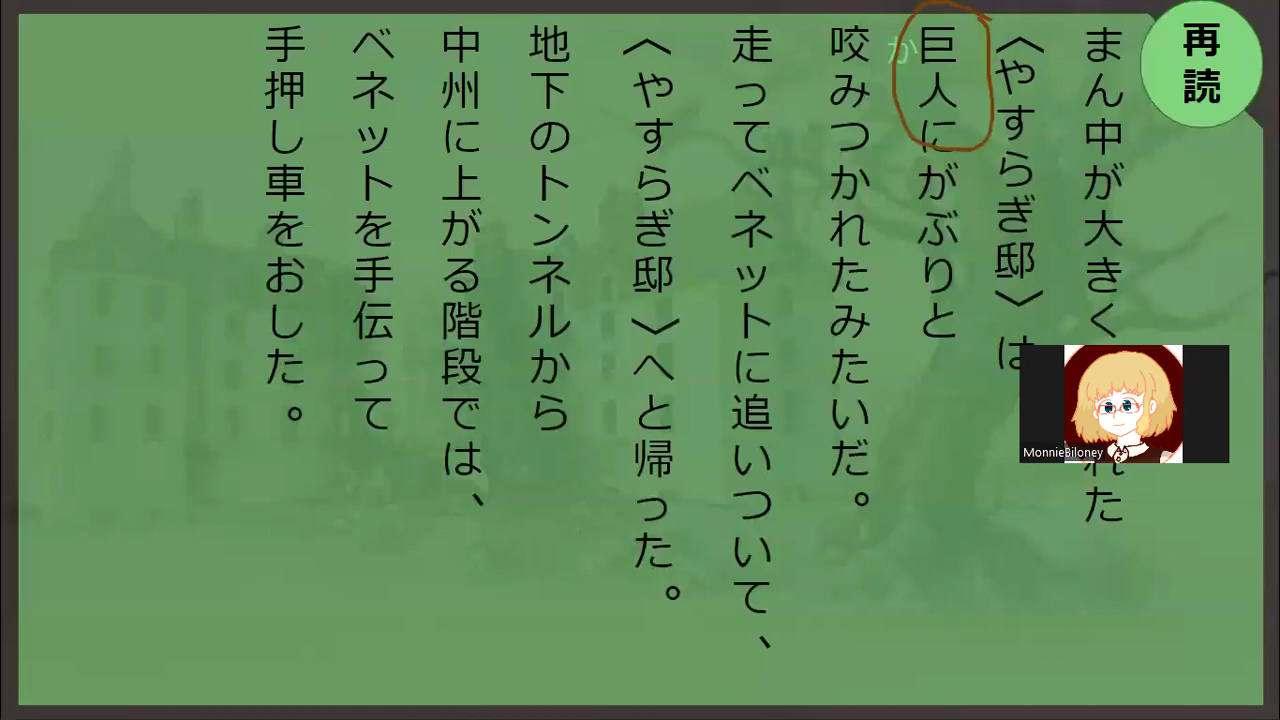 再読
まん中が大きく れた
〈やすらぎ邸〉は
巨人にがぶりと
か
咬みつかれたみたいだ。
走ってベネットに追いついて、
〈やすらぎ邸〉へと帰った。
地下のトンネルから
中州に上がる階段では、
ベネットを手伝って
手押し車をおした。
MonnieBiloney